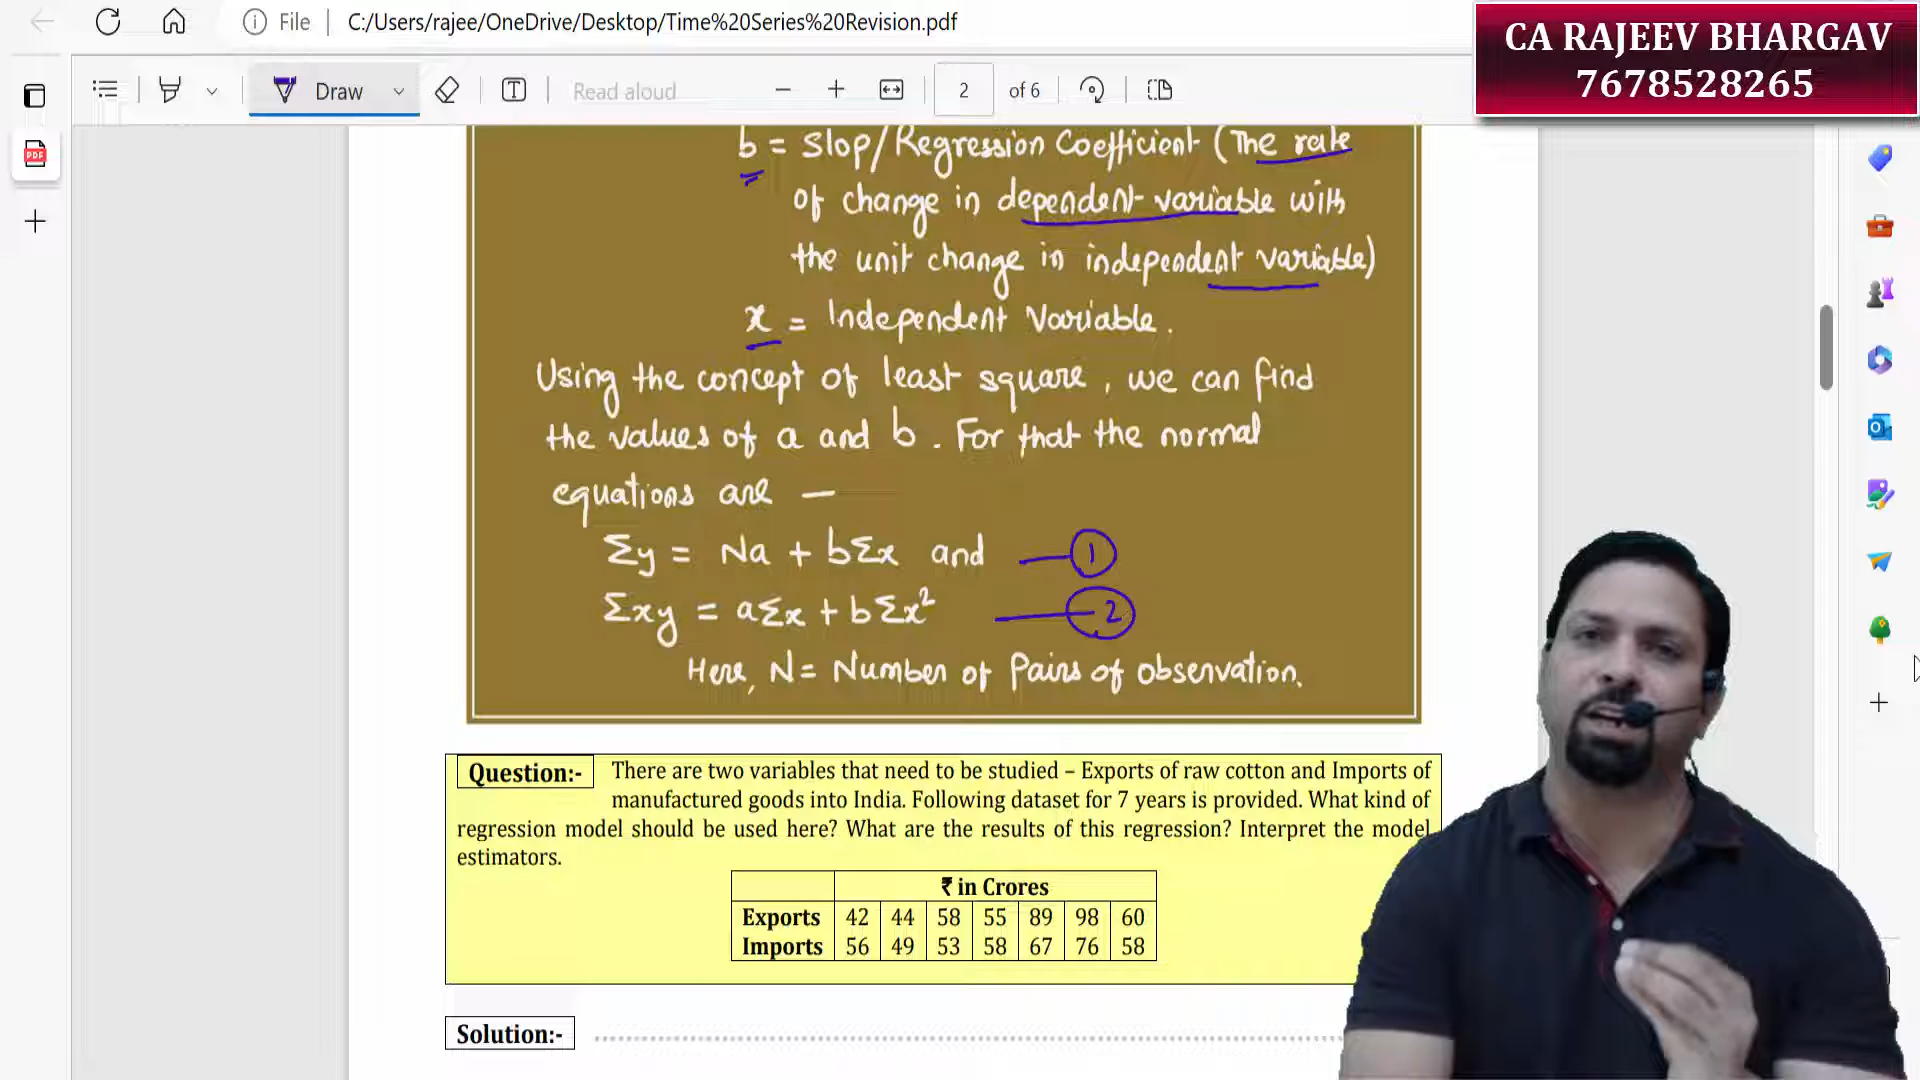 File C:/Users/rajee/OneDrive/Desktop/Time%20Series%20Revision.pdf
CA RAJEEV BHARGAV
7678528265
Draw Read aloud 2 of 6
b = Slop/Regression Coefficient (The rate
of change in dependent variable with
the unit change in independent variable)
x = Independent Variable.
Using the concept of least square, we can find
the values of a and b. For that the normal
equations are —
Σy = Na + bΣx and 1
Σxy = aΣx + bΣx² 2
Here, N = Number of Pairs of observation.
Question:- There are two variables that need to be studied – Exports of raw cotton and Imports of
manufactured goods into India. Following dataset for 7 years is provided. What kind of
regression model should be used here? What are the results of this regression? Interpret the model
estimators.
₹ in Crores
Exports 42 44 58 55 89 98 60
Imports 56 49 53 58 67 76 58
Solution:-